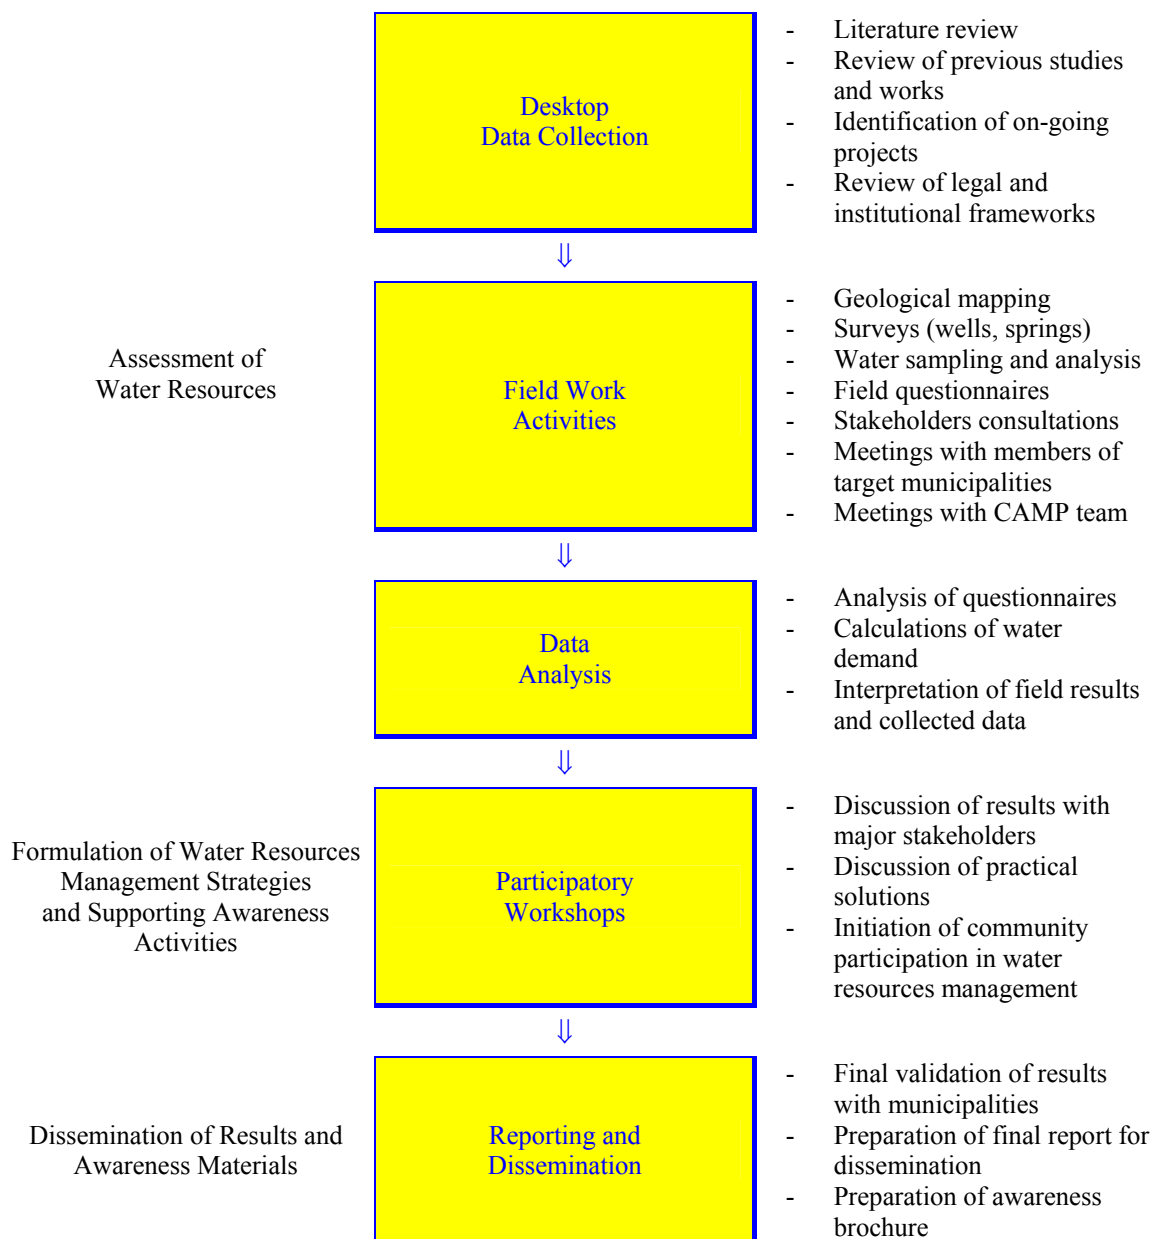 Desktop
Data Collection
- Literature review
- Review of previous studies
and works
- Identification of on-going
projects
- Review of legal and
institutional frameworks
⇓
Assessment of
Water Resources
Field Work
Activities
- Geological mapping
- Surveys (wells, springs)
- Water sampling and analysis
- Field questionnaires
- Stakeholders consultations
- Meetings with members of
target municipalities
- Meetings with CAMP team
⇓
Data
Analysis
- Analysis of questionnaires
- Calculations of water
demand
- Interpretation of field results
and collected data
⇓
Formulation of Water Resources
Management Strategies
and Supporting Awareness
Activities
Participatory
Workshops
- Discussion of results with
major stakeholders
- Discussion of practical
solutions
- Initiation of community
participation in water
resources management
⇓
Dissemination of Results and
Awareness Materials
Reporting and
Dissemination
- Final validation of results
with municipalities
- Preparation of final report for
dissemination
- Preparation of awareness
brochure